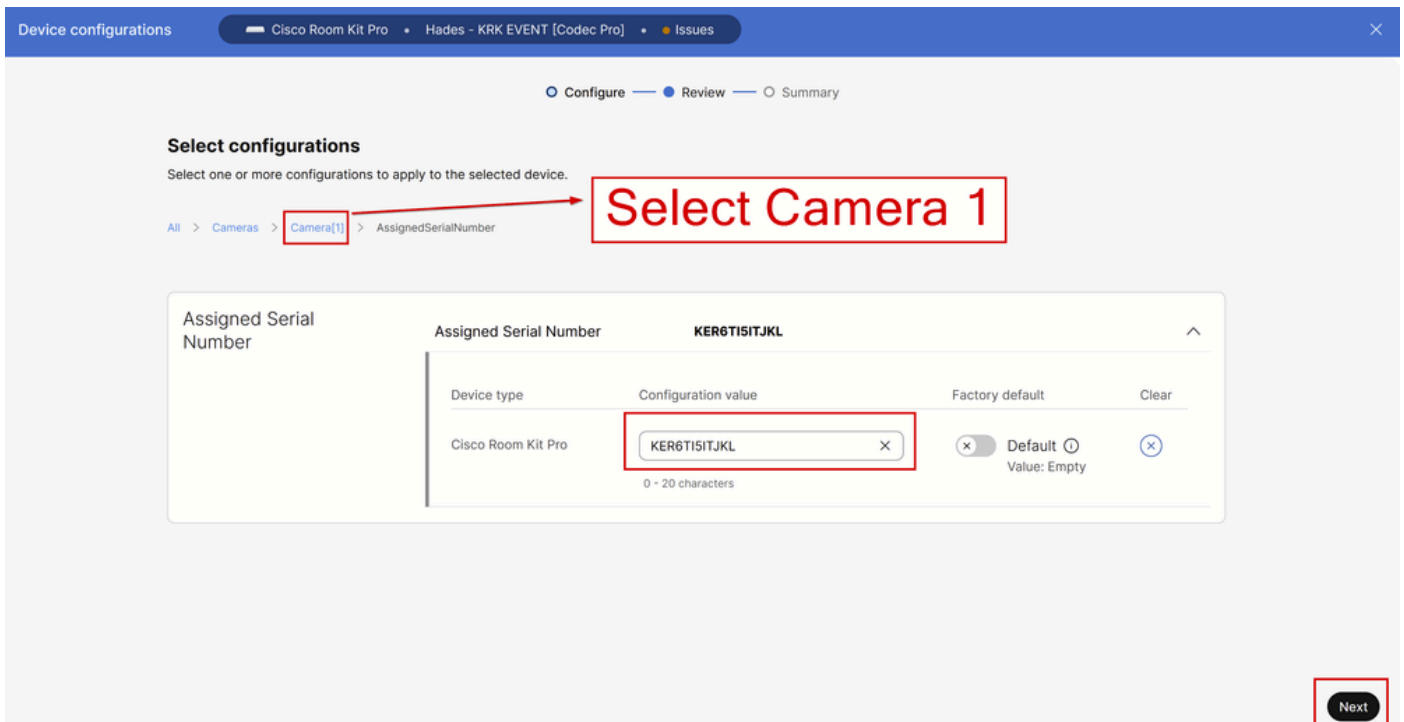 Device configurations
Cisco Room Kit Pro • Hades - KRK EVENT [Codec Pro] • Issues
Configure
Review
Summary
Select configurations
Select one or more configurations to apply to the selected device.
Select Camera 1
All > Cameras > Camera[1] > AssignedSerialNumber
Assigned Serial
Number
Assigned Serial Number
KER6TI5ITJKL
Device type
Configuration value
Factory default
Clear
Cisco Room Kit Pro
KER6TI5ITJKL
Default
Value: Empty
0 - 20 characters
Next